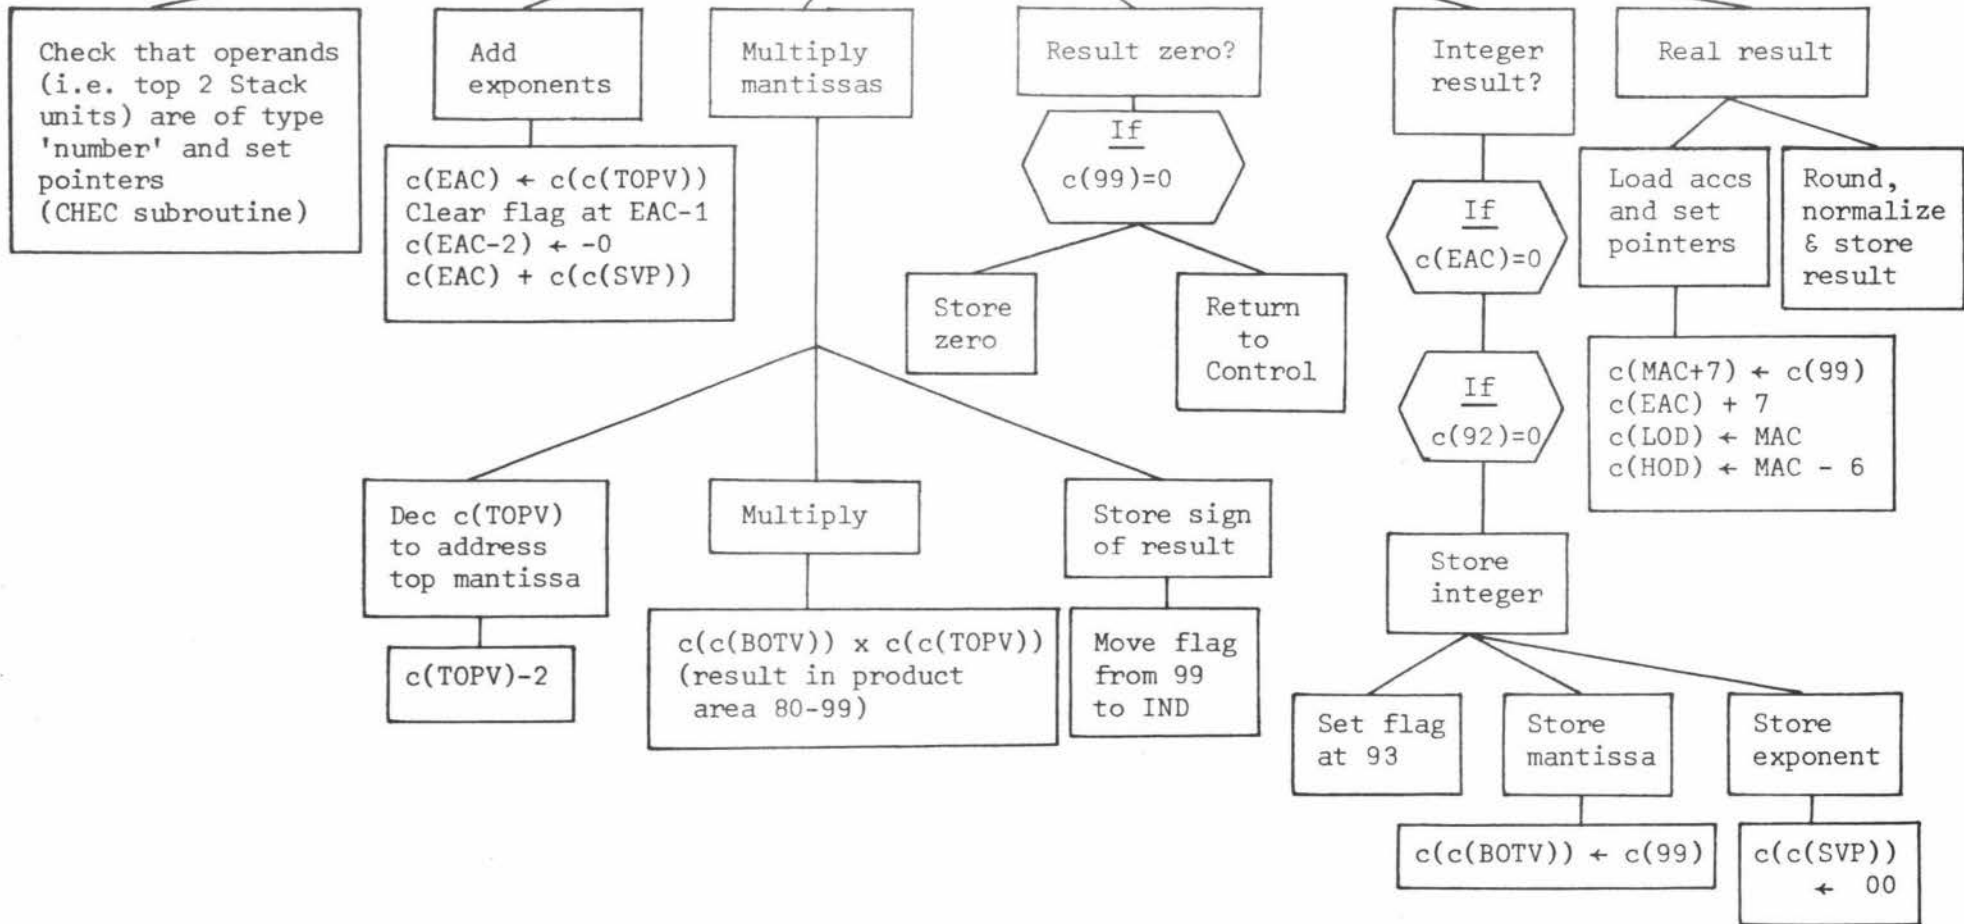 Check that operands
(i.e. top 2 Stack
units) are of type
'number' and set
pointers
(CHEC subroutine)
Add
exponents
c(EAC) ← c(c(TOPV))
Clear flag at EAC-1
c(EAC-2) ← -0
c(EAC) + c(c(SVP))
Multiply
mantissas
Dec c(TOPV)
to address
top mantissa
c(TOPV)-2
Multiply
c(c(BOTV)) x c(c(TOPV))
(result in product
area 80-99)
Store sign
of result
Move flag
from 99
to IND
Result zero?
If
c(99)=0
Store
zero
Return
to
Control
Integer
result?
If
c(EAC)=0
If
c(92)=0
Store
integer
Set flag
at 93
Store
mantissa
c(c(BOTV)) ← c(99)
Store
exponent
c(c(SVP))
← 00
Real result
Load accs
and set
pointers
c(MAC+7) ← c(99)
c(EAC) + 7
c(LOD) ← MAC
c(HOD) ← MAC - 6
Round,
normalize
& store
result